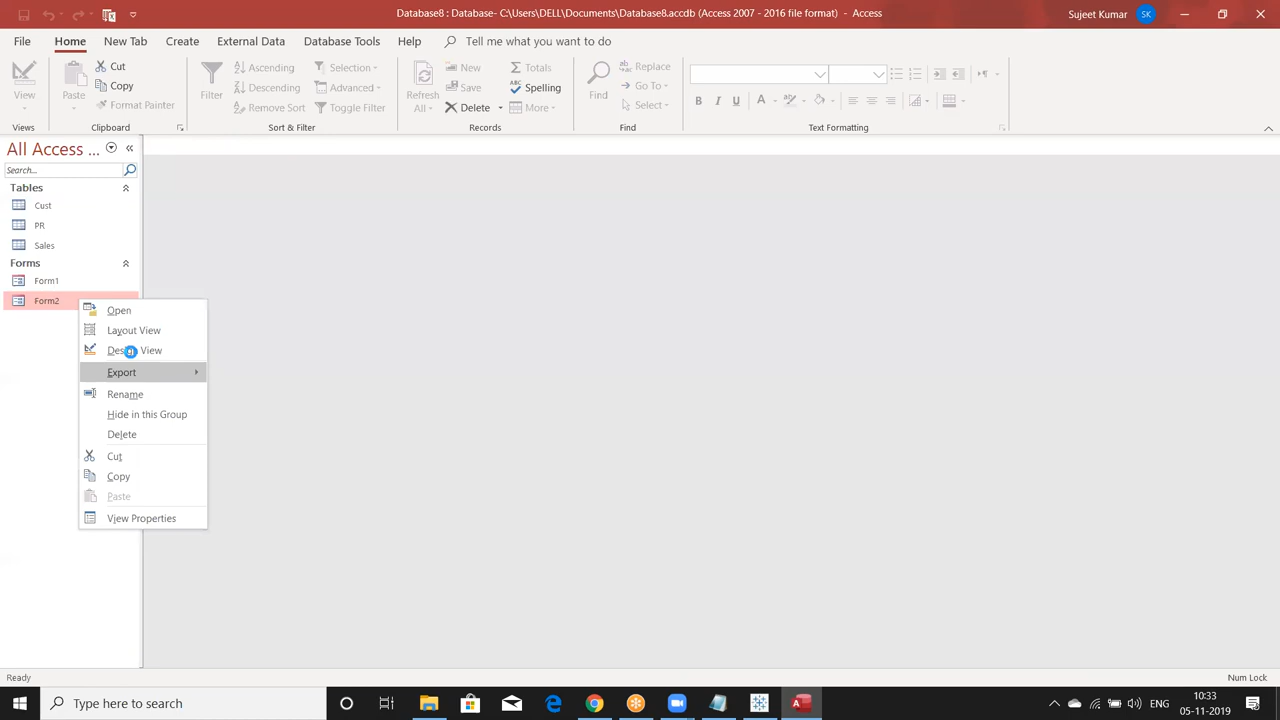 Database8 : Database- C:\Users\DELL\Documents\Database8.accdb (Access 2007 - 2016 file format) - Access
Sujeet Kumar SK
File Home New Tab Create External Data Database Tools Help Tell me what you want to do
View
Views
Paste
Cut
Copy
Format Painter
Clipboard
Filter
Ascending
Descending
Remove Sort
Selection
Advanced
Toggle Filter
Sort & Filter
Refresh
All
New
Save
Delete
Totals
Spelling
More
Records
Find
Replace
Go To
Select
Find
B I U A
Text Formatting
All Access ...
Search...
Tables
Cust
PR
Sales
Forms
Form1
Form2
Open
Layout View
Design View
Export
Rename
Hide in this Group
Delete
Cut
Copy
Paste
View Properties
Ready
Num Lock
Type here to search
ENG
10:33
05-11-2019